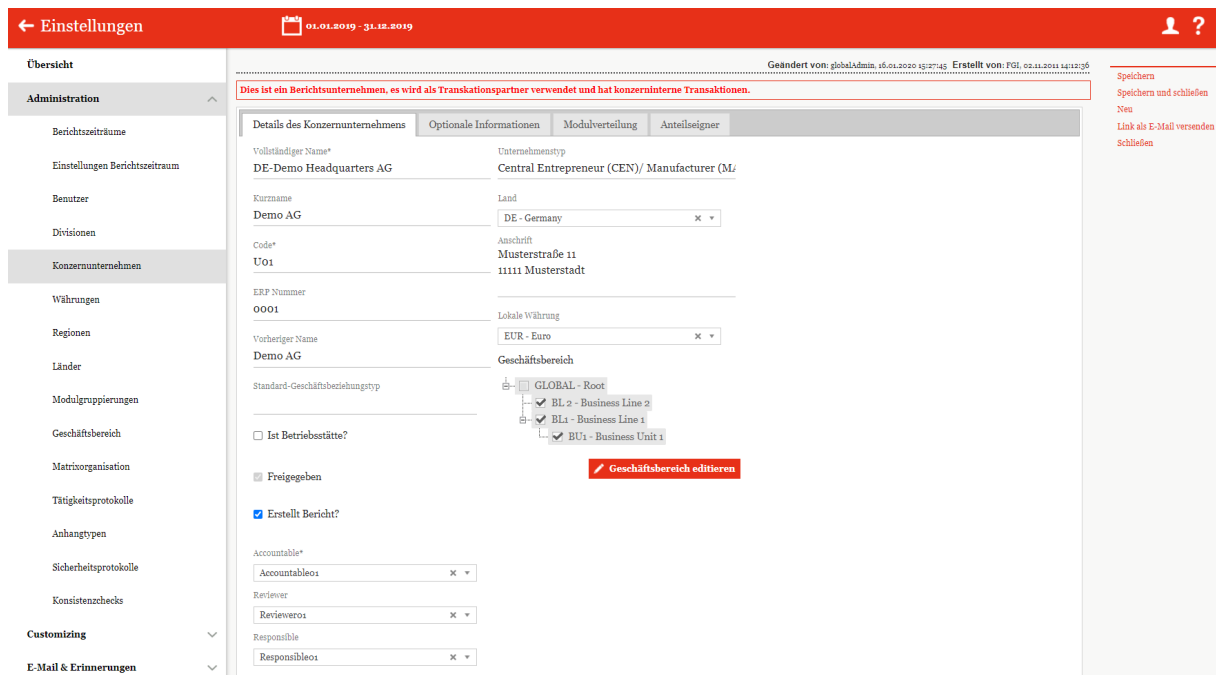 Einstellungen
01.01.2019 - 31.12.2019
?
Übersicht
Administration
Berichtszeiträume
Einstellungen Berichtszeitraum
Benutzer
Divisionen
Konzernunternehmen
Währungen
Regionen
Länder
Modulgruppierungen
Geschäftsbereich
Matrixorganisation
Tätigkeitsprotokolle
Anhangtypen
Sicherheitsprotokolle
Konsistenzchecks
Customizing
E-Mail & Erinnerungen
Geändert von: globalAdmin, 16.01.2020 15:27:45 Erstellt von: FGI, 02.11.2011 14:12:36
Dies ist ein Berichtsunternehmen, es wird als Transkationspartner verwendet und hat konzerninterne Transaktionen.
Details des Konzernunternehmens
Optionale Informationen
Modulverteilung
Anteilseigner
Vollständiger Name*
DE-Demo Headquarters AG
Kurzname
Demo AG
Code*
U01
ERP Nummer
0001
Vorheriger Name
Demo AG
Standard-Geschäftsbeziehungstyp
Ist Betriebsstätte?
Freigegeben
Erstellt Bericht?
Accountable*
Accountable01
Reviewer
Reviewer01
Responsible
Responsible01
Unternehmenstyp
Central Entrepreneur (CEN)/ Manufacturer (MA
Land
DE - Germany
Anschrift
Musterstraße 11
11111 Musterstadt
Lokale Währung
EUR - Euro
Geschäftsbereich
GLOBAL - Root
BL 2 - Business Line 2
BL1 - Business Line 1
BU1 - Business Unit 1
Geschäftsbereich editieren
Speichern
Speichern und schließen
Neu
Link als E-Mail versenden
Schließen